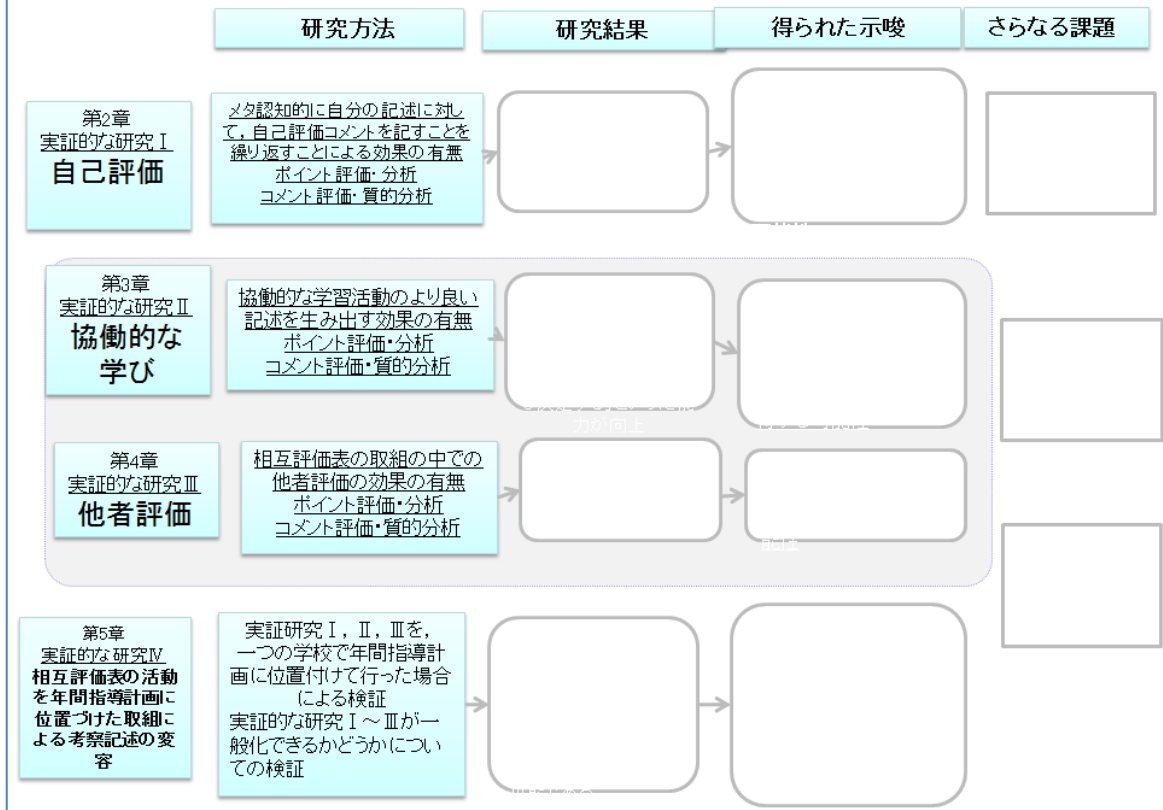 研究方法
研究結果
得られた示唆
さらなる課題
第2章
実証的な研究Ⅰ
自己評価
メタ認知的に自分の記述に対し
て，自己評価コメントを記すことを
繰り返すことによる効果の有無
ポイント評価・分析
コメント評価・質的分析
第3章
実証的な研究Ⅱ
協働的な
学び
協働的な学習活動のより良い
記述を生み出す効果の有無
ポイント評価・分析
コメント評価・質的分析
力が向上
第4章
実証的な研究Ⅲ
他者評価
相互評価表の取組の中での
他者評価の効果の有無
ポイント評価・分析
コメント評価・質的分析
第5章
実証的な研究Ⅳ
相互評価表の活動
を年間指導計画に
位置づけた取組に
よる考察記述の変
容
実証研究Ⅰ，Ⅱ，Ⅲを，
一つの学校で年間指導計
画に位置付けて行った場合
による検証
実証的な研究Ⅰ～Ⅲが一
般化できるかどうかについ
ての検証